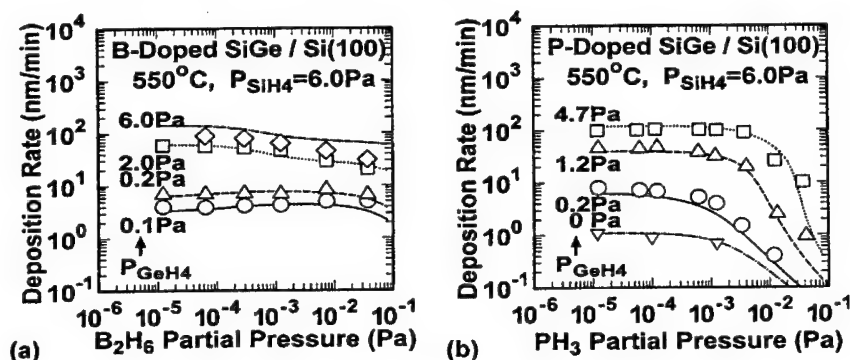 B-Doped SiGe / Si(100)
550°C, P_SiH4=6.0Pa
6.0Pa
2.0Pa
0.2Pa
0.1Pa
P_GeH4
Deposition Rate (nm/min)
10^4
10^3
10^2
10^1
10^0
10^-1
10^-6 10^-5 10^-4 10^-3 10^-2 10^-1
(a) B2H6 Partial Pressure (Pa)
P-Doped SiGe / Si(100)
550°C, P_SiH4=6.0Pa
4.7Pa
1.2Pa
0.2Pa
0 Pa
P_GeH4
Deposition Rate (nm/min)
10^4
10^3
10^2
10^1
10^0
10^-1
10^-6 10^-5 10^-4 10^-3 10^-2 10^-1
(b) PH3 Partial Pressure (Pa)